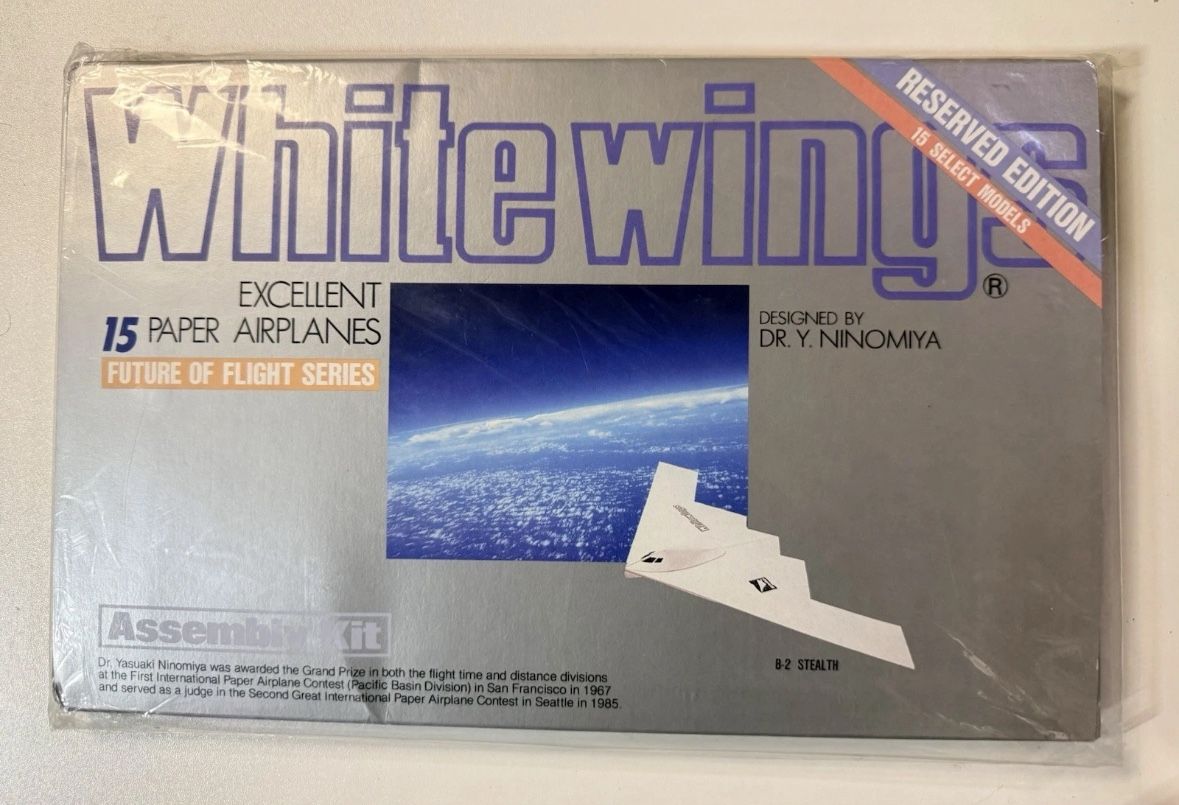 White wings
®
RESERVED EDITION
15 SELECT MODELS
EXCELLENT
15 PAPER AIRPLANES
FUTURE OF FLIGHT SERIES
DESIGNED BY
DR. Y. NINOMIYA
Whitewings
B-2 STEALTH
Assembly Kit
Dr. Yasuaki Ninomiya was awarded the Grand Prize in both the flight time and distance divisions
at the First International Paper Airplane Contest (Pacific Basin Division) in San Francisco in 1967
and served as a judge in the Second Great International Paper Airplane Contest in Seattle in 1985.